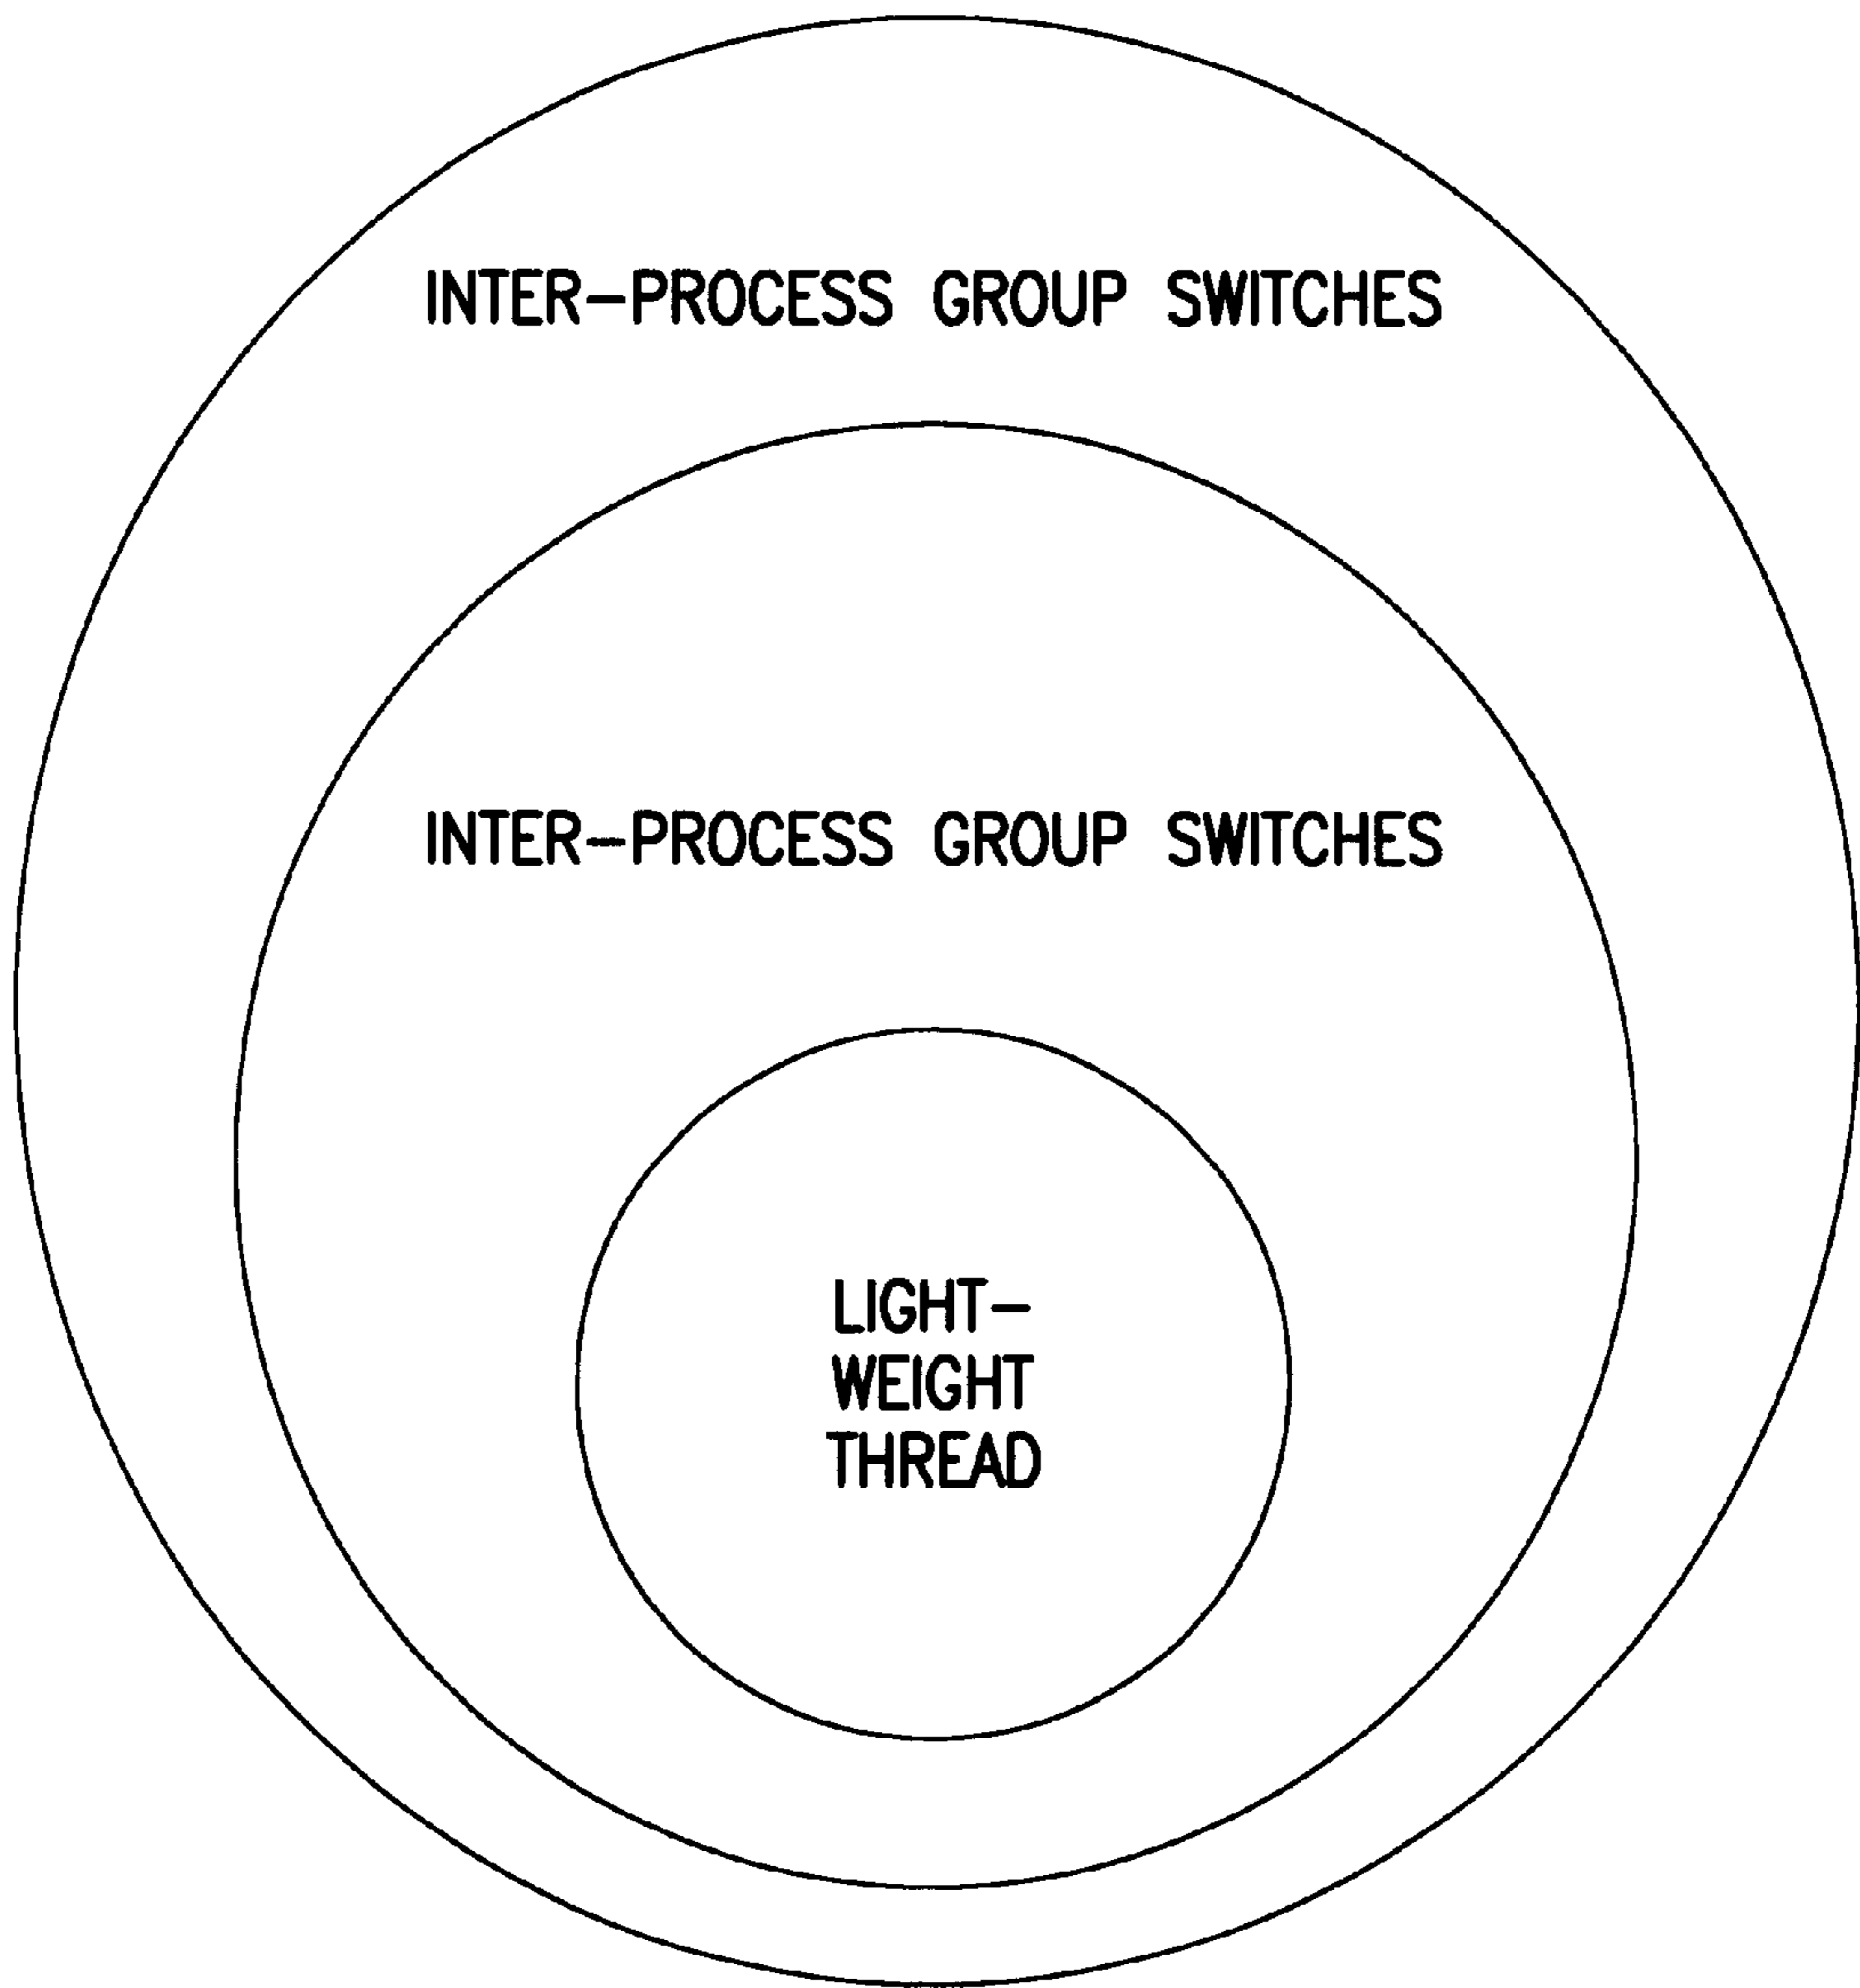 INTER-PROCESS GROUP SWITCHES
INTER-PROCESS GROUP SWITCHES
LIGHT-
WEIGHT
THREAD